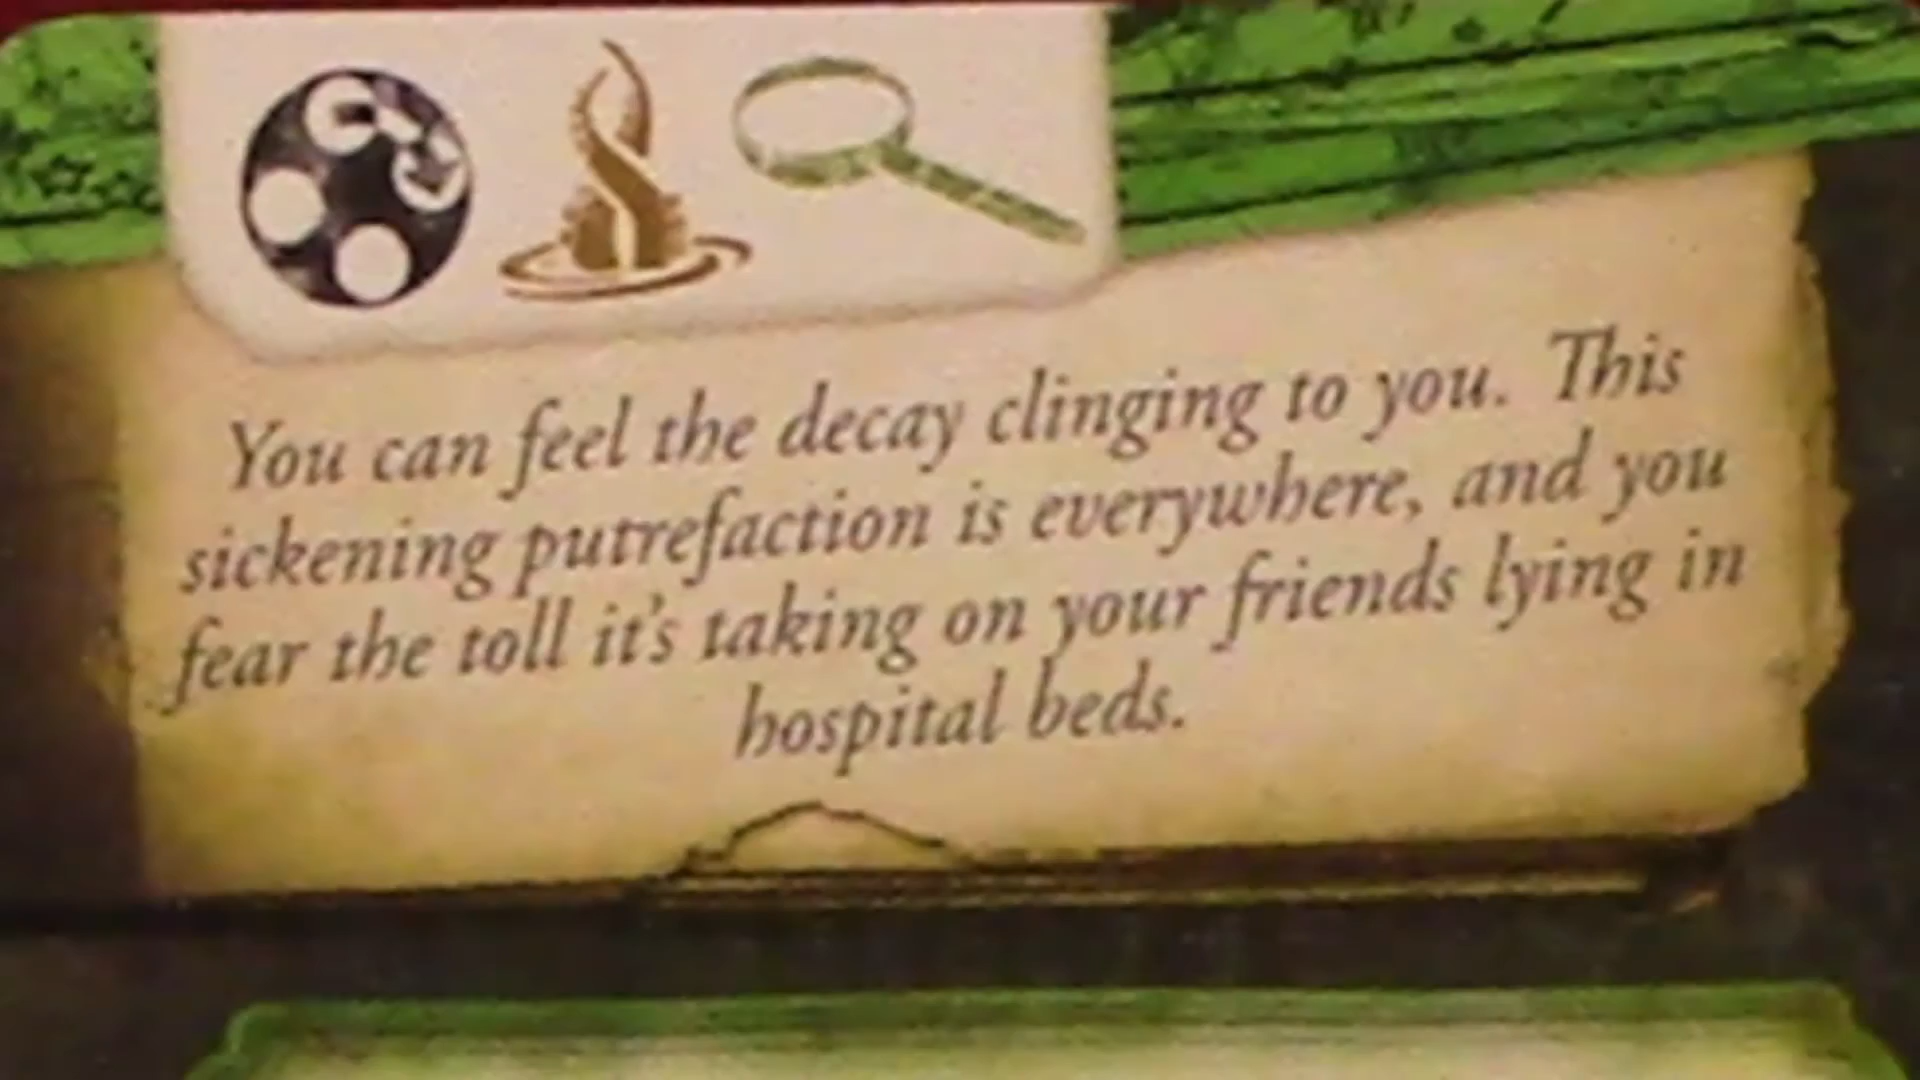 You can feel the decay clinging to you. This
sickening putrefaction is everywhere, and you
fear the toll it's taking on your friends lying in
hospital beds.